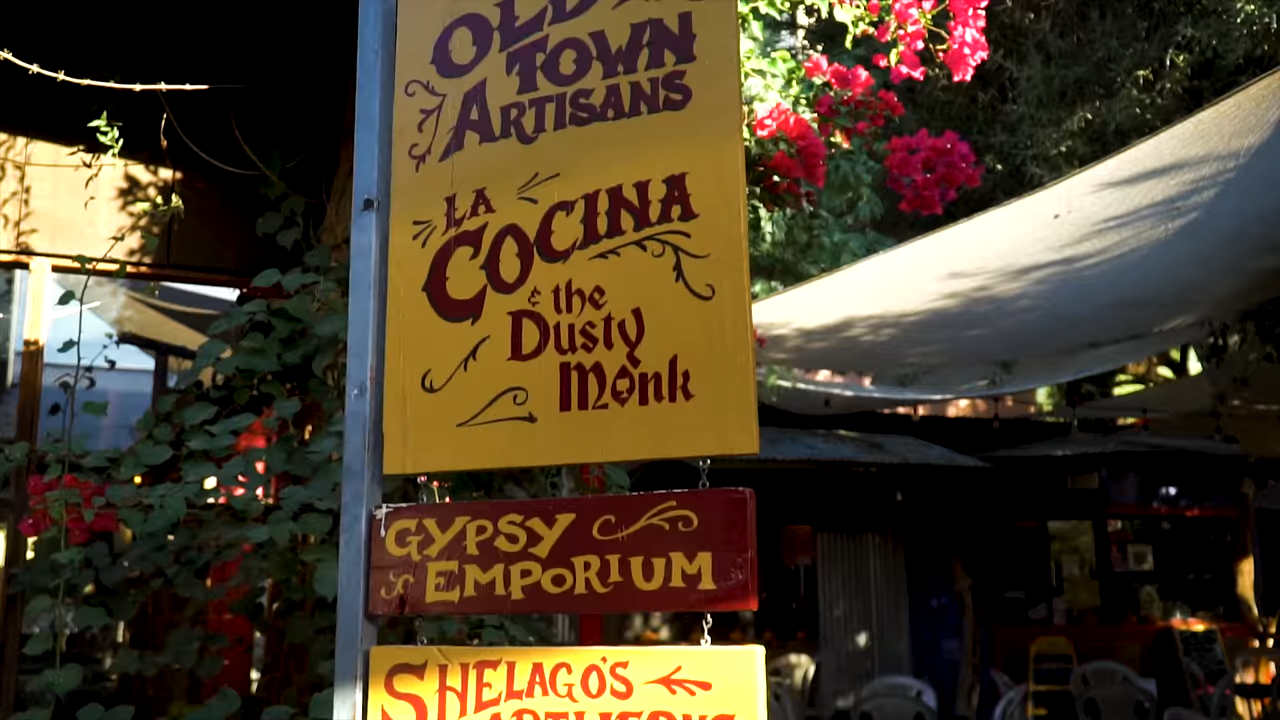 OLD
TOWN
ARTISANS
LA
COCINA
& the
Dusty
Monk
GYPSY
EMPORIUM
SHELAGO'S